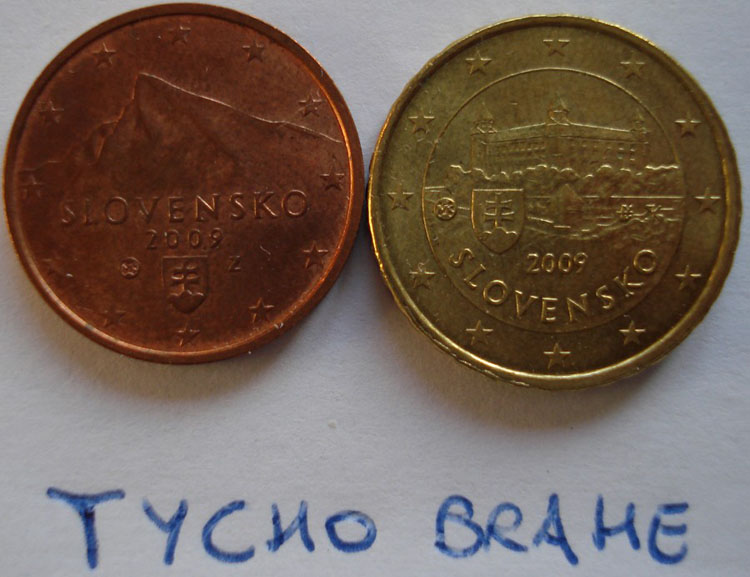 SLOVENSKO
2009
Z
2009
SLOVENSKO
TYCHO BRAHE